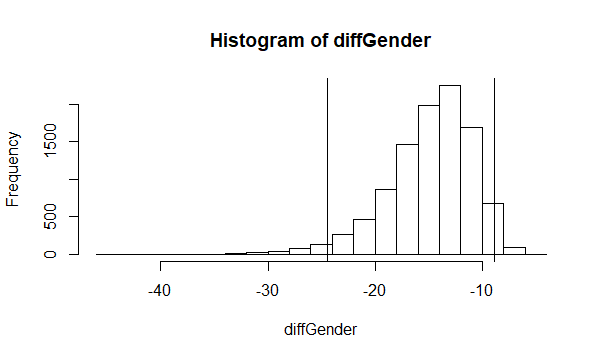 Histogram of diffGender
Frequency
1500
500
0
-40 -30 -20 -10
diffGender